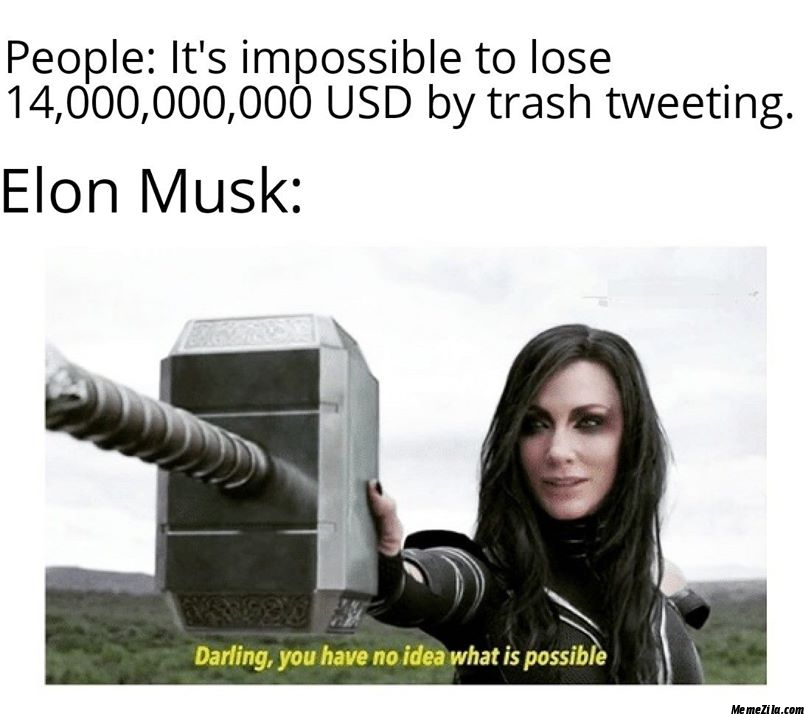 People: It's impossible to lose
14,000,000,000 USD by trash tweeting.
Elon Musk:
Darling, you have no idea what is possible
MemeZila.com